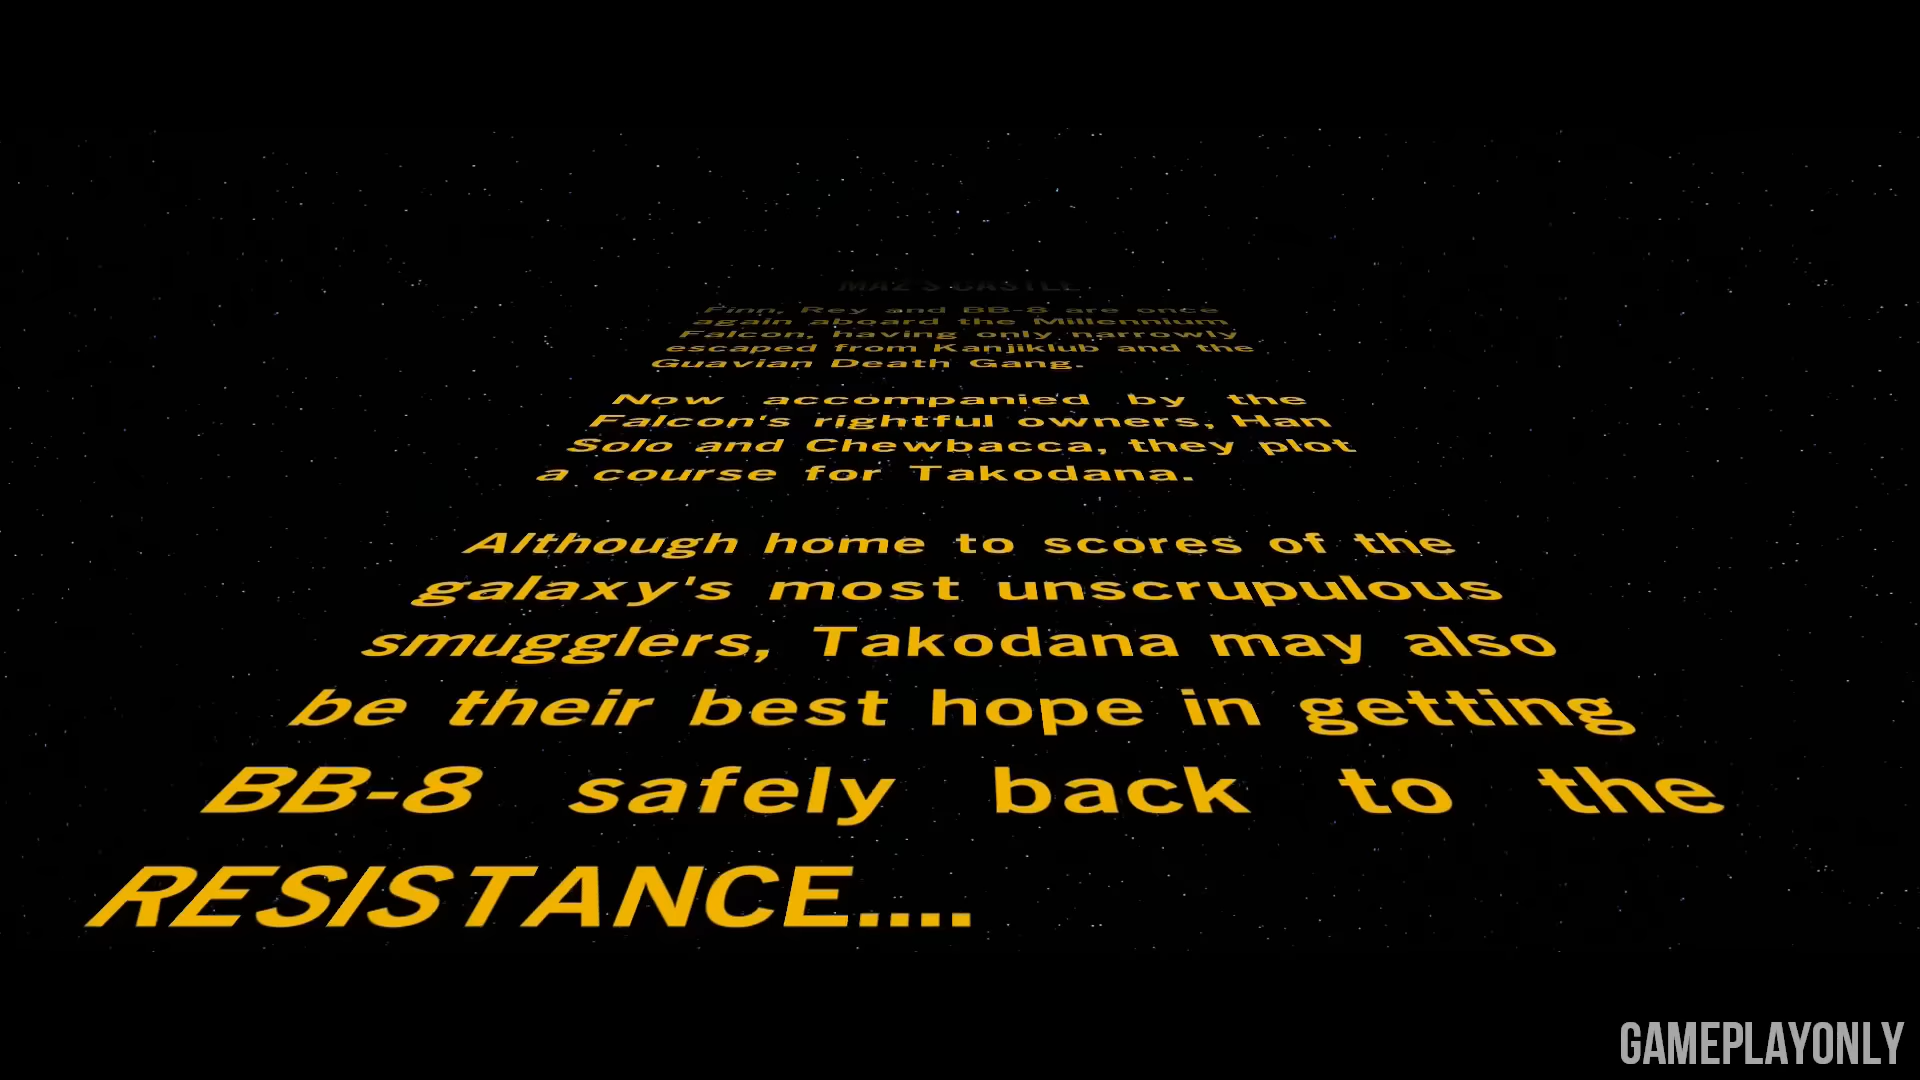 MAZ'S CASTLE
Finn, Rey and BB-8 are once
again aboard the Millennium
Falcon, having only narrowly
escaped from Kanjiklub and the
Guavian Death Gang.
Now accompanied by the
Falcon's rightful owners, Han
Solo and Chewbacca, they plot
a course for Takodana.
Although home to scores of the
galaxy's most unscrupulous
smugglers, Takodana may also
be their best hope in getting
BB-8 safely back to the
RESISTANCE....
GAMEPLAYONLY